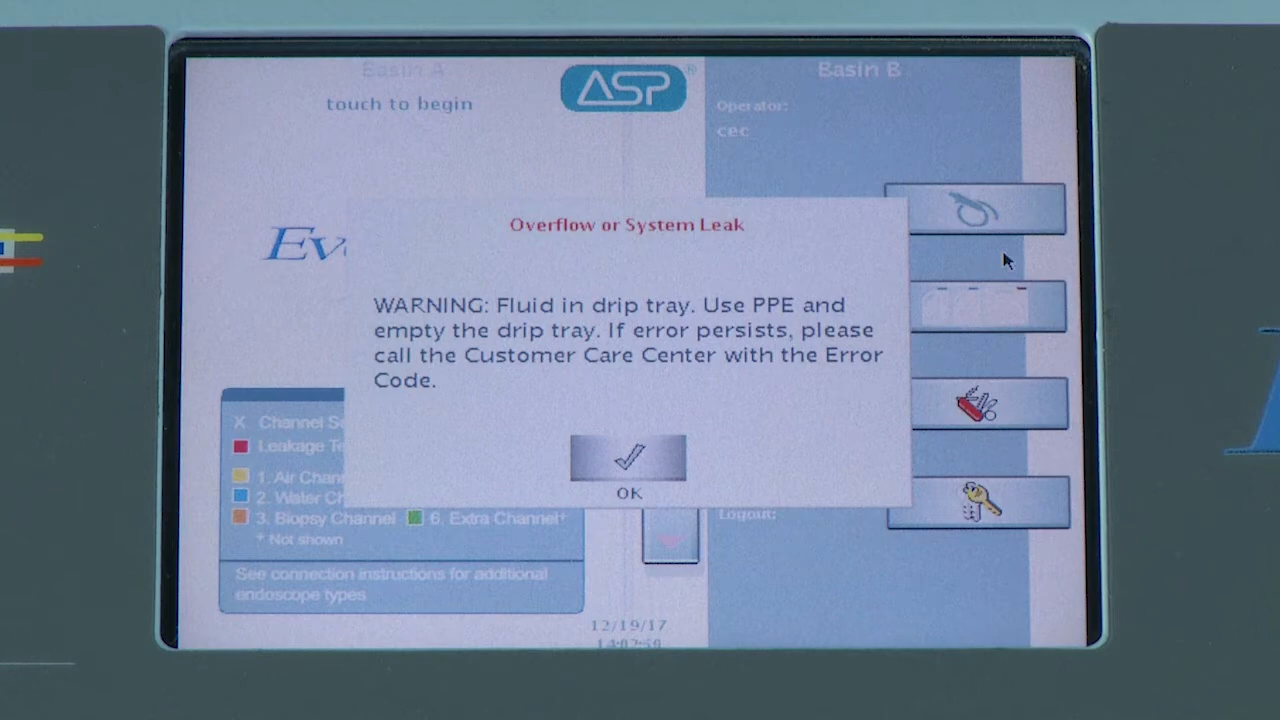 Basin A
touch to begin
ASP®
Basin B
Operator:
cec
Ev
Overflow or System Leak
WARNING: Fluid in drip tray. Use PPE and
empty the drip tray. If error persists, please
call the Customer Care Center with the Error
Code.
OK
X Channel
Leakage
1. Air
2. Water
3. Biopsy Channel 6. Extra Channel†
† Not shown
See connection instructions for additional
endoscope types
Logout:
12/19/17